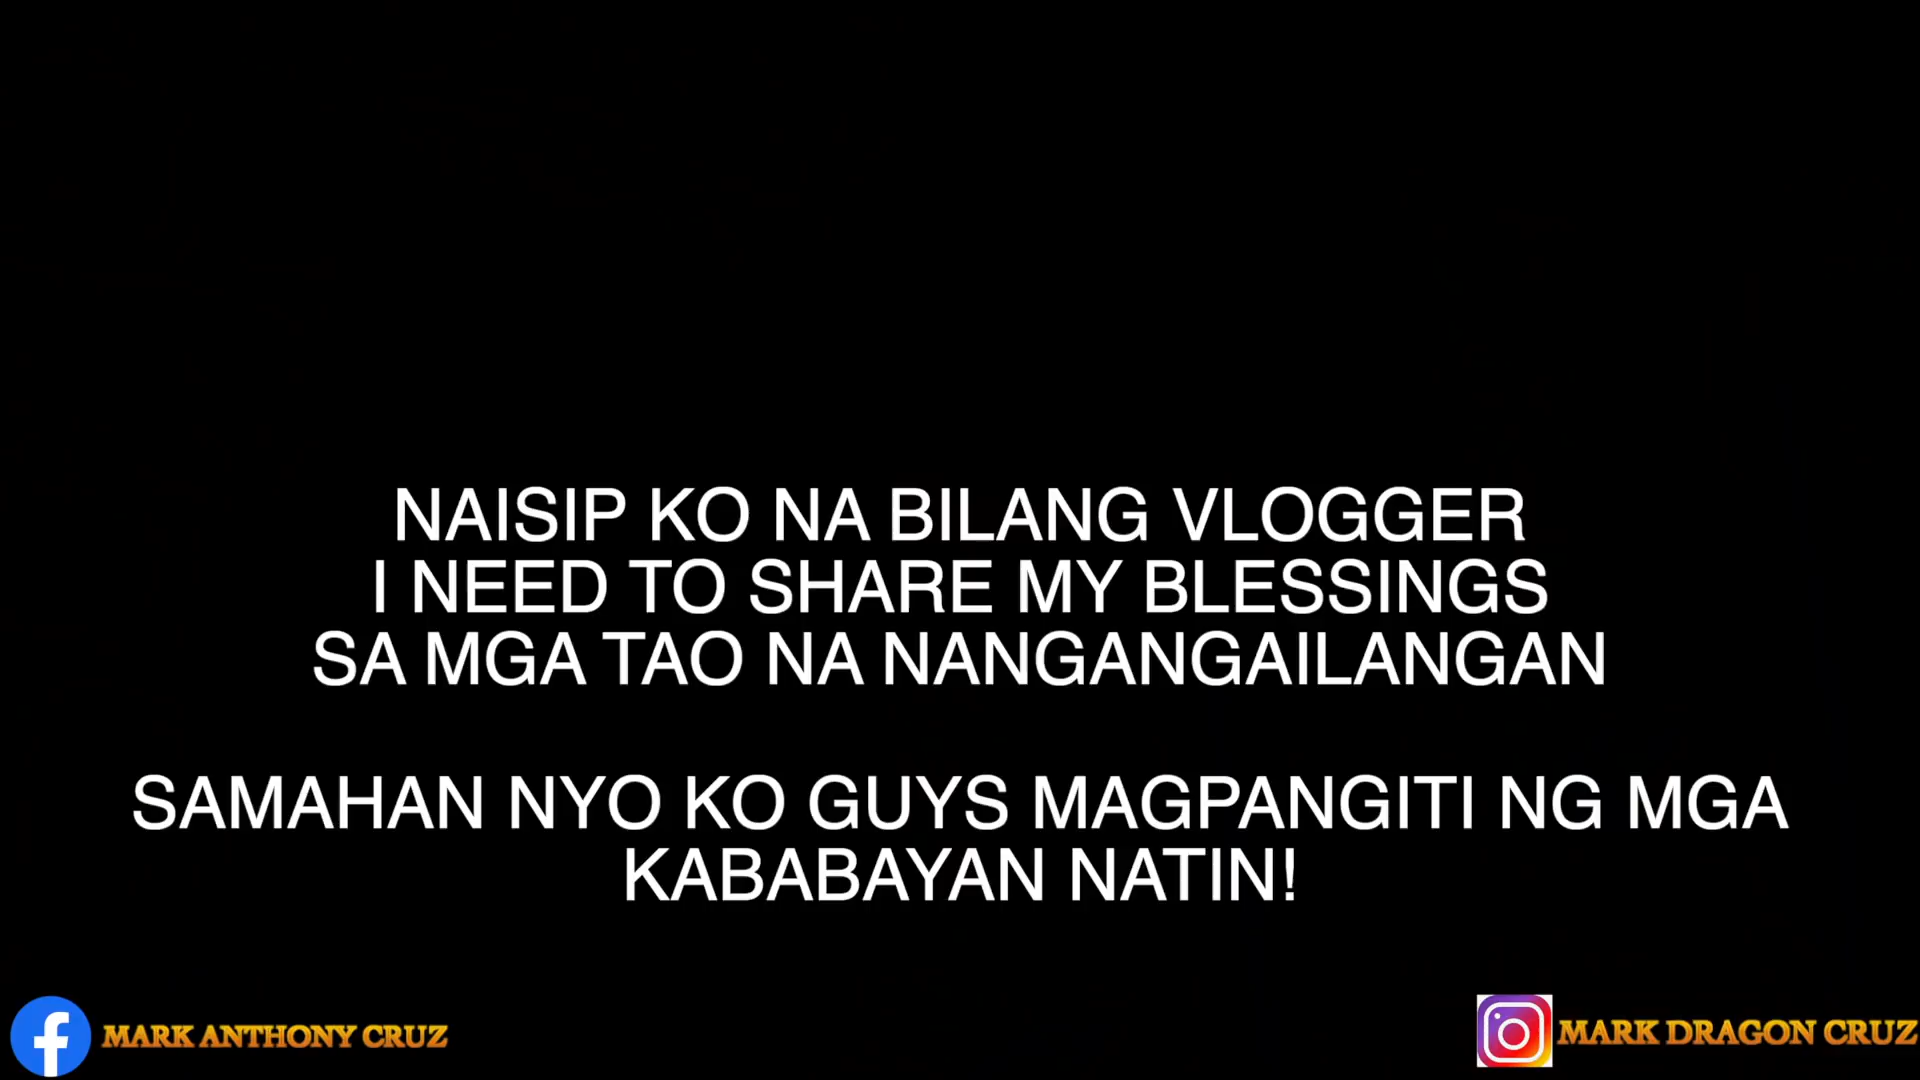 NAISIP KO NA BILANG VLOGGER
I NEED TO SHARE MY BLESSINGS
SA MGA TAO NA NANGANGAILANGAN
SAMAHAN NYO KO GUYS MAGPANGITI NG MGA
KABABAYAN NATIN!
MARK ANTHONY CRUZ
MARK DRAGON CRUZ